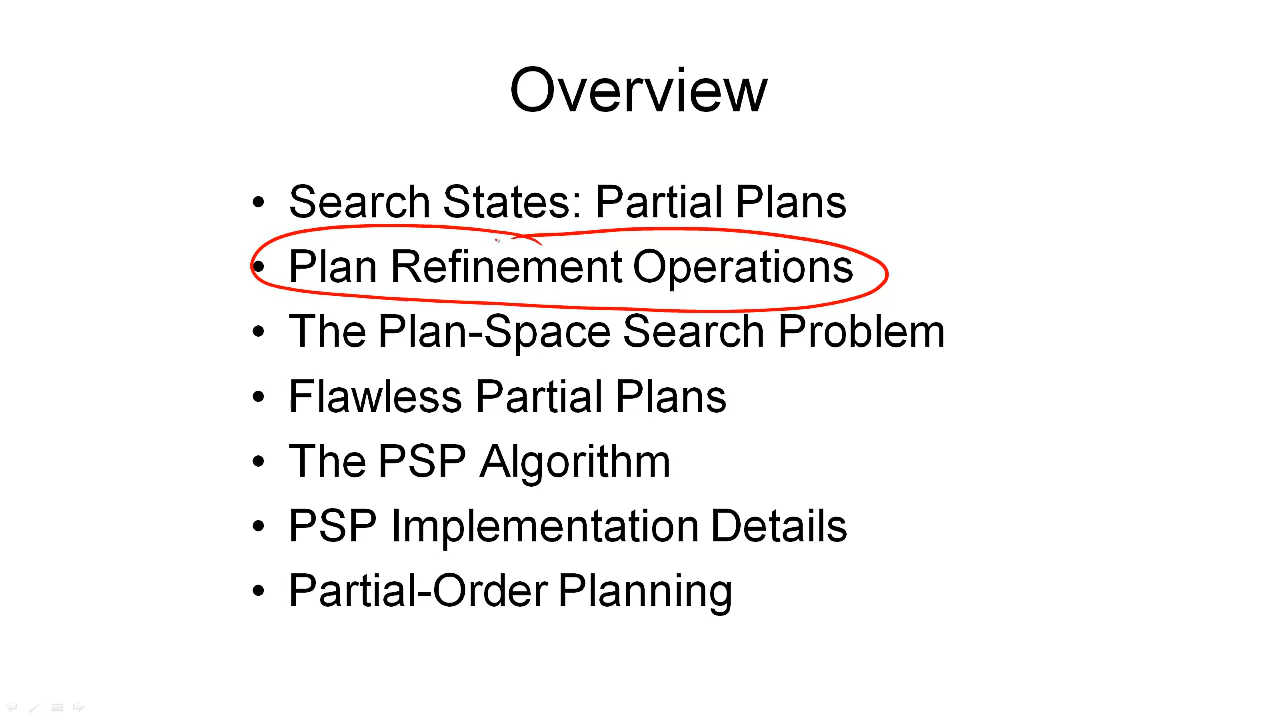 Overview
• Search States: Partial Plans
• Plan Refinement Operations
• The Plan-Space Search Problem
• Flawless Partial Plans
• The PSP Algorithm
• PSP Implementation Details
• Partial-Order Planning